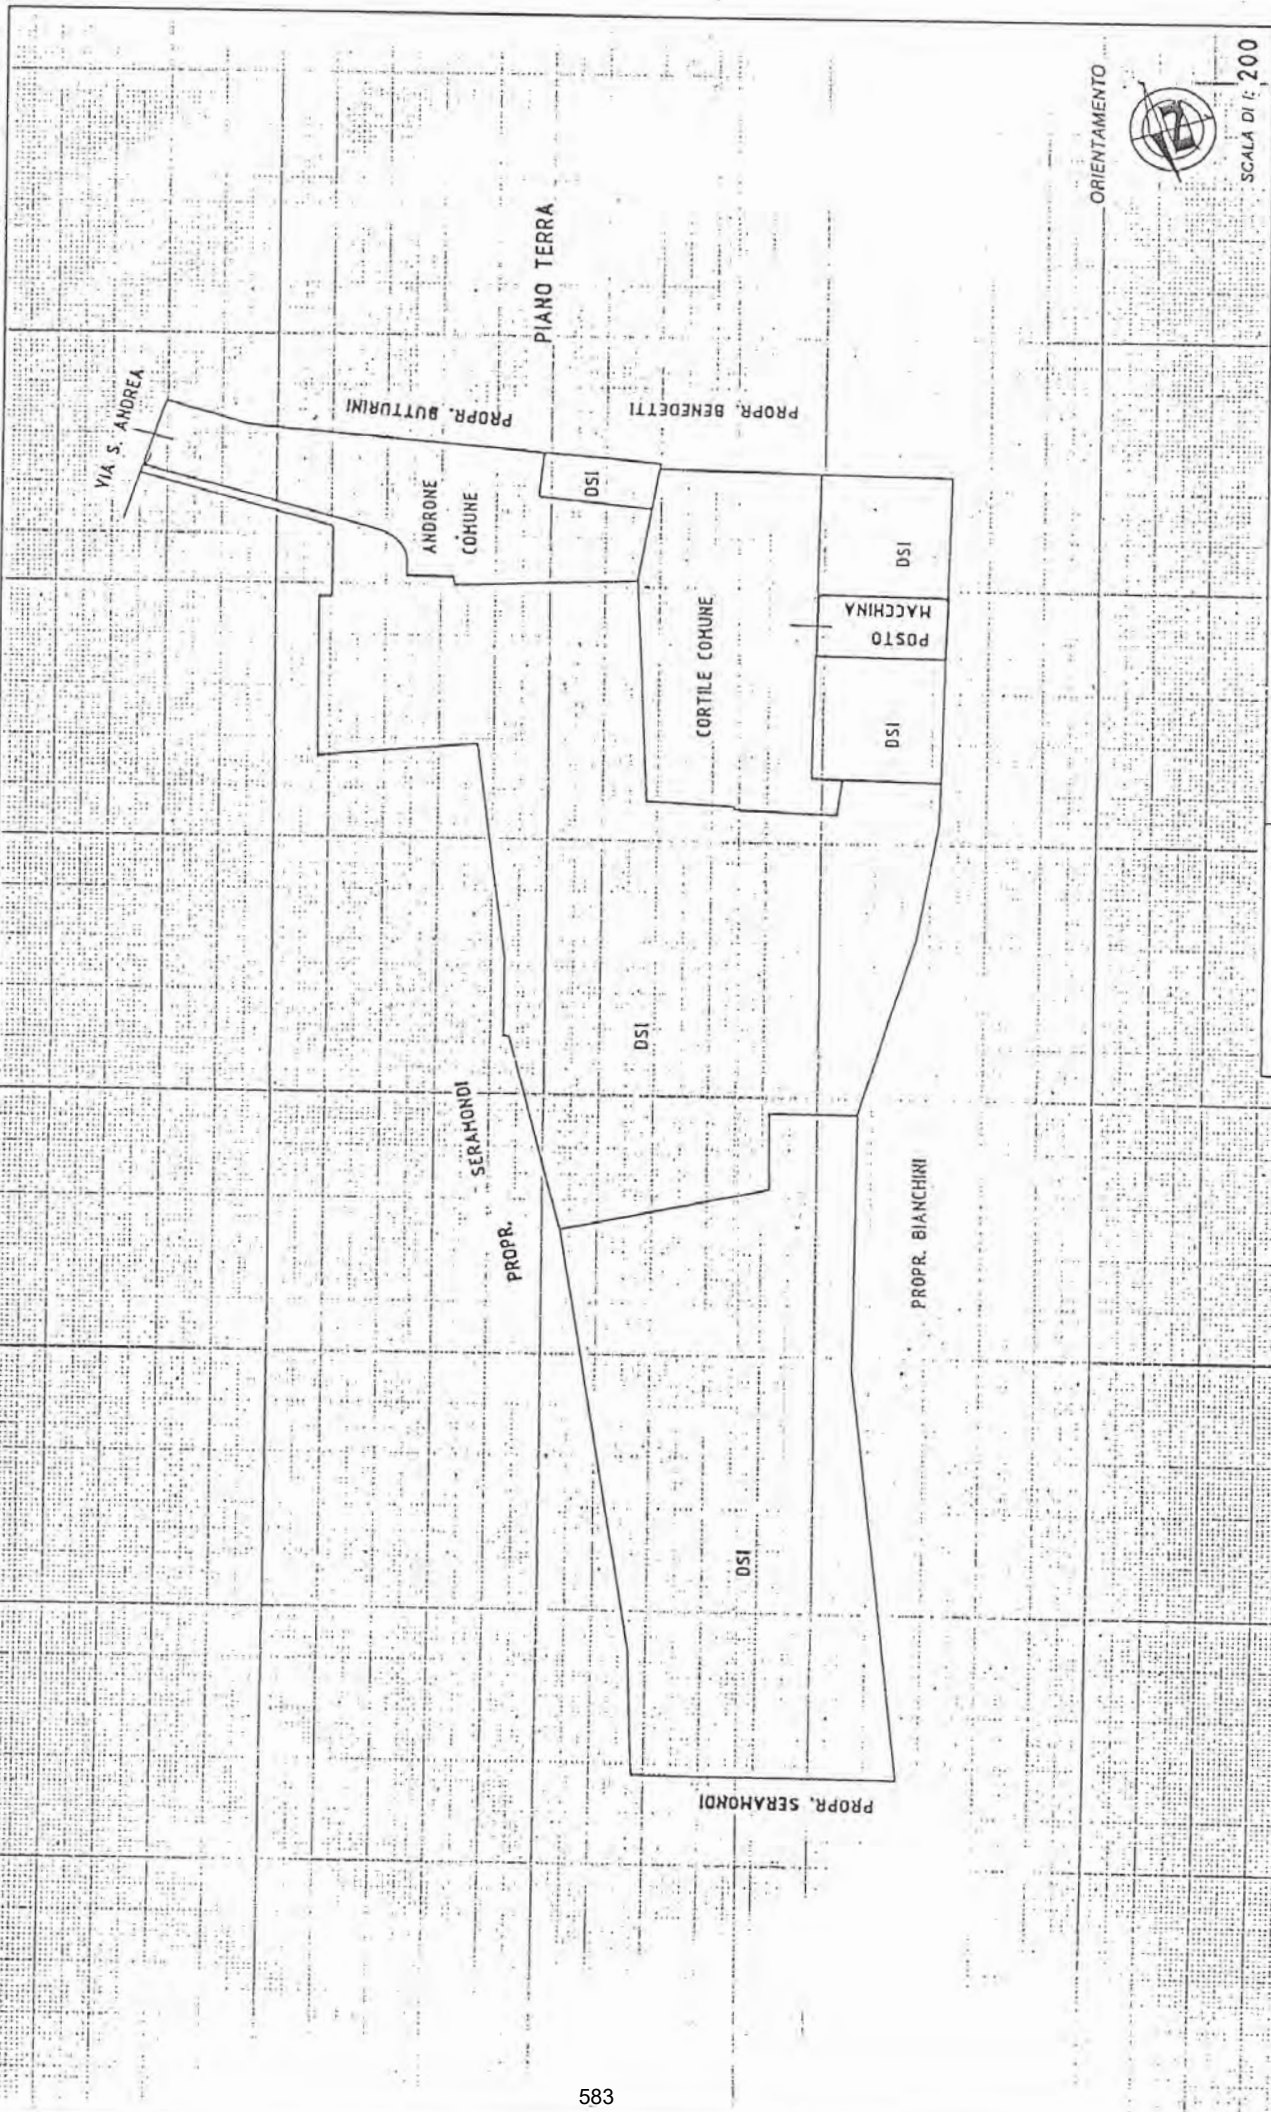 VIA S. ANDREA
PROPR. BUTTURINI
PIANO TERRA
PROPR. BENEDETTI
ANDRONE
COMUNE
DSI
CORTILE COMUNE
DSI
POSTO
MACCHINA
DSI
DSI
PROPR. SERAMONDI
PROPR. BIANCHINI
DSI
PROPR. SERAMONDI
ORIENTAMENTO
SCALA DI 1: 200
583